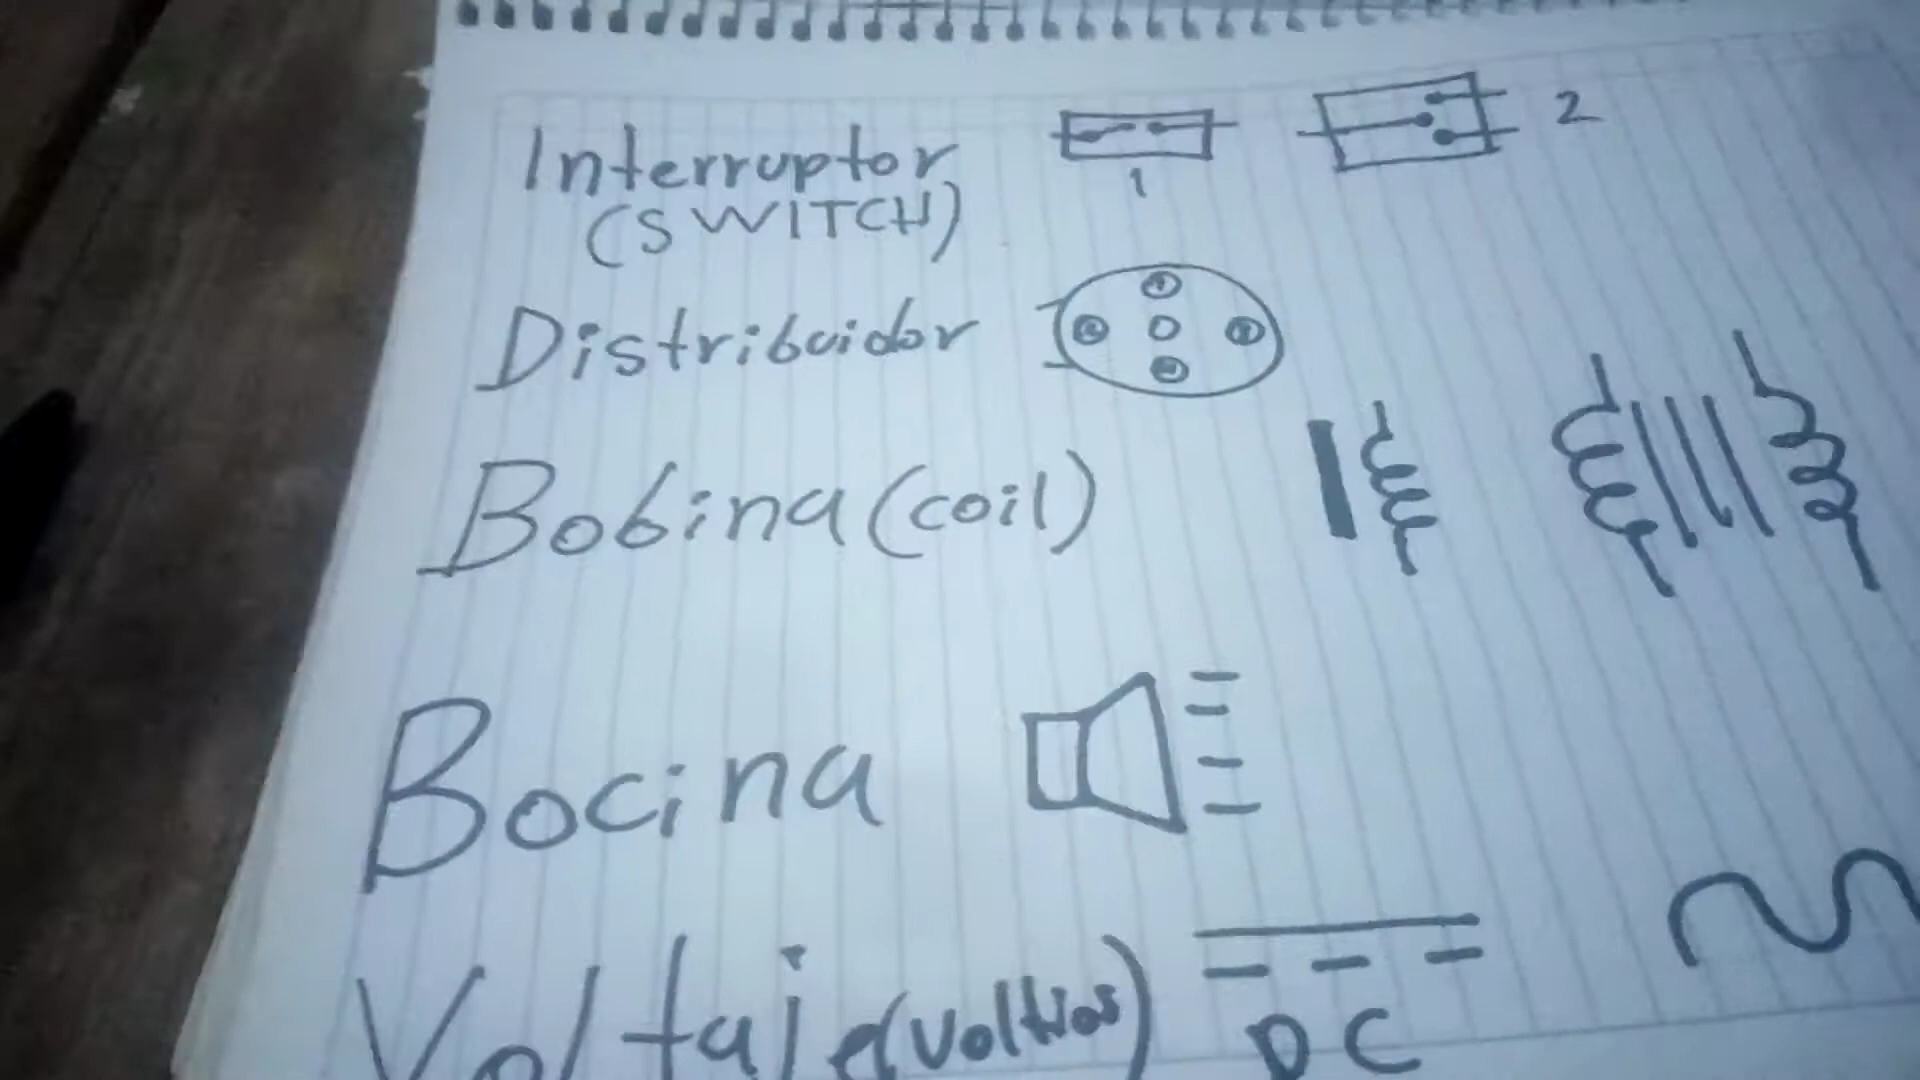 Interruptor 1 2
(SWITCH)
Distribuidor
Bobina (coil)
Bocina
Voltaje (voltios) DC